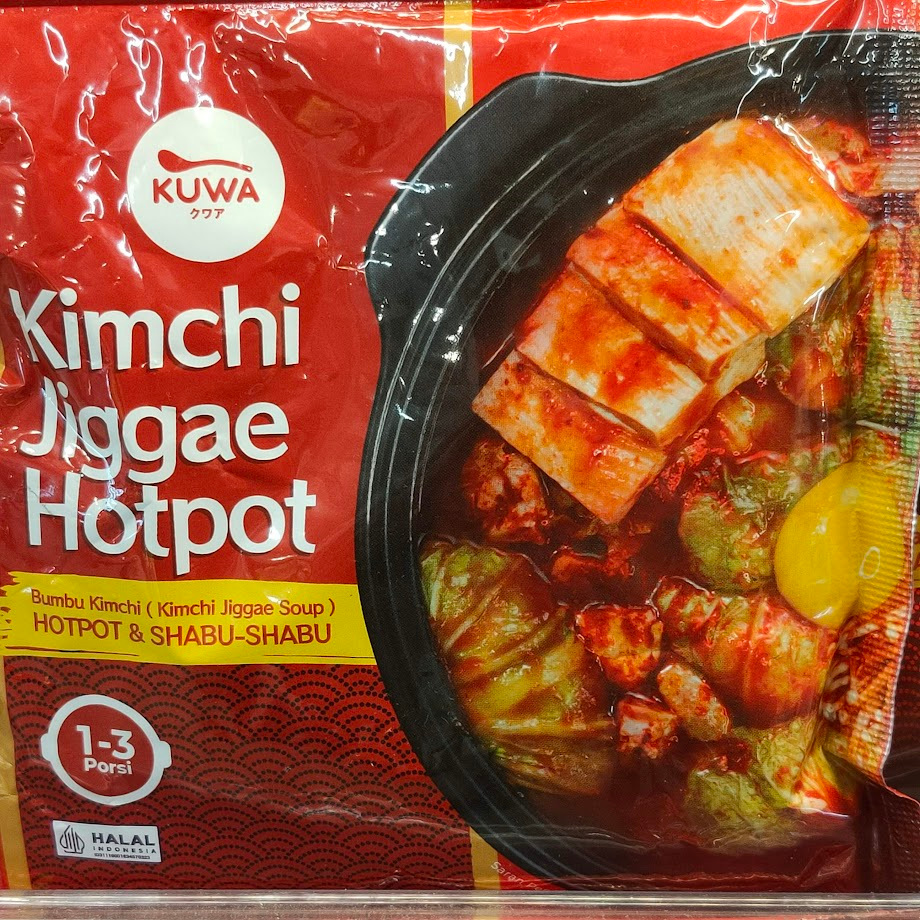 KUWA
クワア
Kimchi
Jiggae
Hotpot
Bumbu Kimchi ( Kimchi Jiggae Soup )
HOTPOT & SHABU-SHABU
1-3
Porsi
HALAL
INDONESIA
Saran